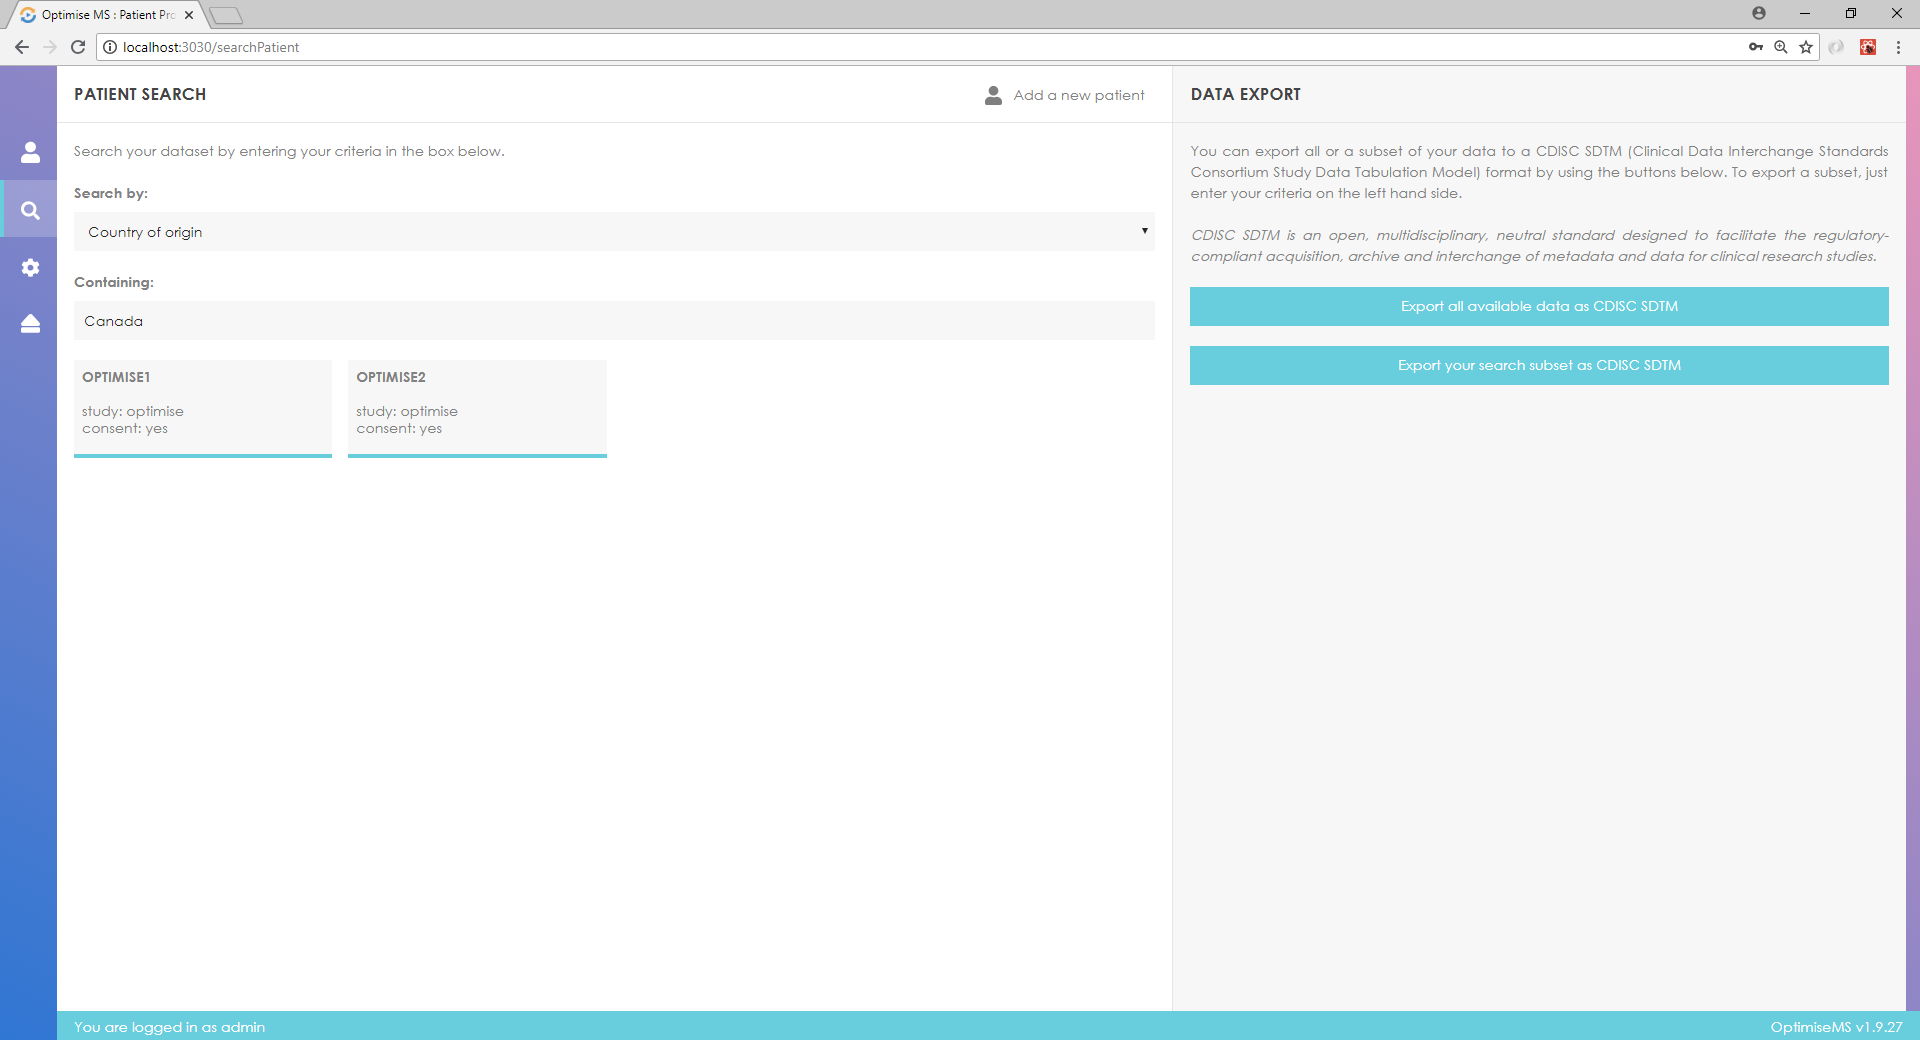 Optimise MS : Patient Pr
localhost:3030/searchPatient
PATIENT SEARCH
Add a new patient
Search your dataset by entering your criteria in the box below.
Search by:
Country of origin
Containing:
Canada
OPTIMISE1
study: optimise
consent: yes
OPTIMISE2
study: optimise
consent: yes
DATA EXPORT
You can export all or a subset of your data to a CDISC SDTM (Clinical Data Interchange Standards
Consortium Study Data Tabulation Model) format by using the buttons below. To export a subset, just
enter your criteria on the left hand side.
CDISC SDTM is an open, multidisciplinary, neutral standard designed to facilitate the regulatory-
compliant acquisition, archive and interchange of metadata and data for clinical research studies.
Export all available data as CDISC SDTM
Export your search subset as CDISC SDTM
You are logged in as admin
OptimiseMS v1.9.27